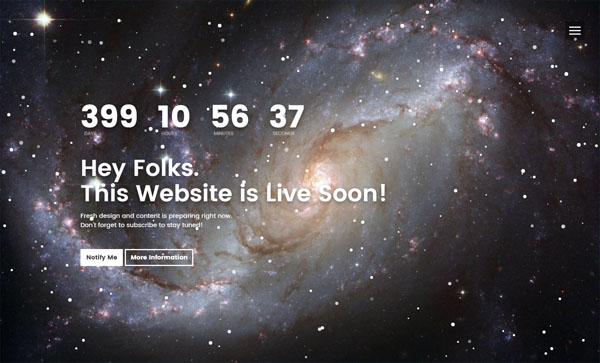 399 10 56 37
DAYS HOURS MINUTES SECONDS
Hey Folks.
This Website is Live Soon!
Fresh design and content is preparing right now.
Don't forget to subscribe to stay tuned!
Notify Me More Information